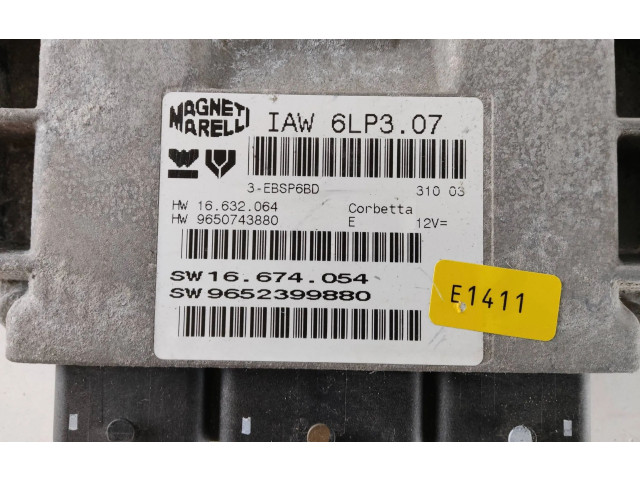 MAGNETI
MARELLI
IAW 6LP3.07
3-EBSP6BD 310 03
HW 16.632.064 Corbetta
HW 9650743880 E 12V=
SW 16.674.054
SW 9652399880
E1411